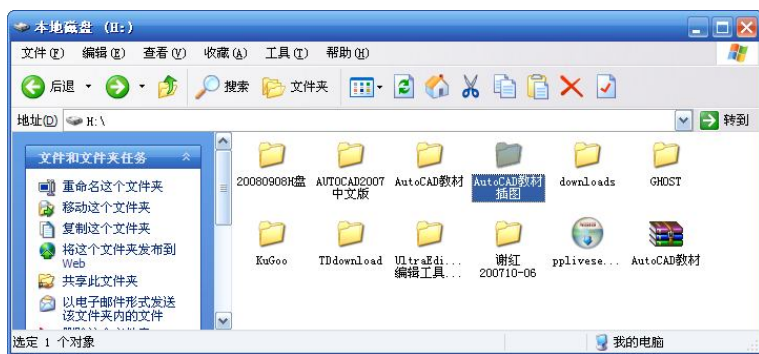 本地磁盘 (H:)
文件(F) 编辑(E) 查看(V) 收藏(A) 工具(T) 帮助(H)
后退 搜索 文件夹
地址(D) H:\ 转到
文件和文件夹任务
重命名这个文件夹
移动这个文件夹
复制这个文件夹
将这个文件夹发布到
Web
共享此文件夹
以电子邮件形式发送
该文件夹内的文件
20080908H盘
AUTOCAD2007
中文版
AutoCAD教材
AutoCAD教材
插图
downloads
GHOST
KuGoo
TDdownload
UltraEdi...
编辑工具...
谢红
200710-06
pplivese...
AutoCAD教材
选定 1 个对象 我的电脑